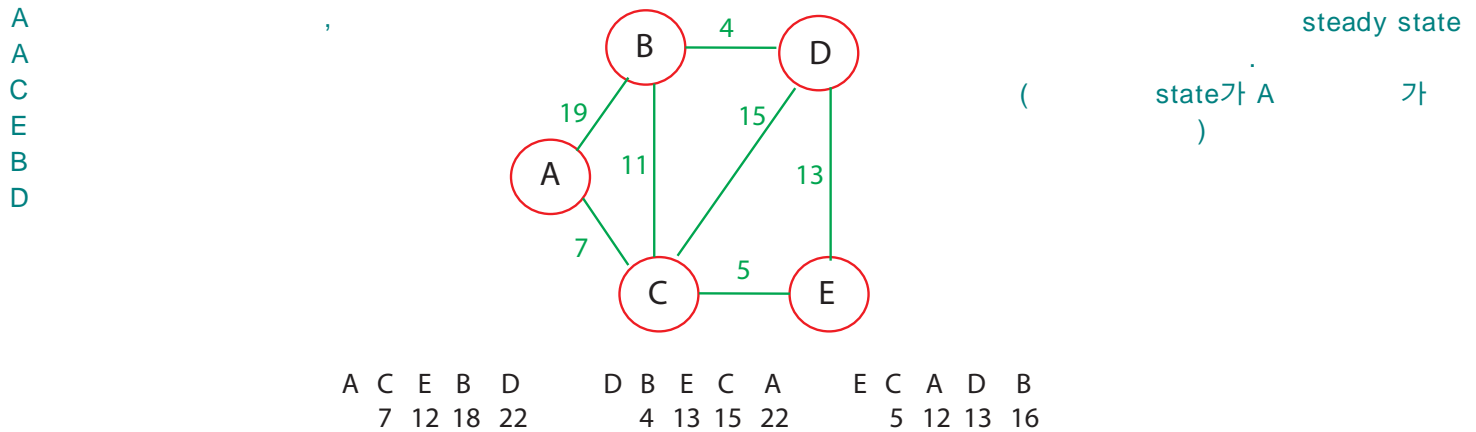 A , steady state
A .
C ( state가 A 가
E )
B
D
B 4 D
19 15
A 11 13
7 5
C E
A C E B D D B E C A E C A D B
7 12 18 22 4 13 15 22 5 12 13 16